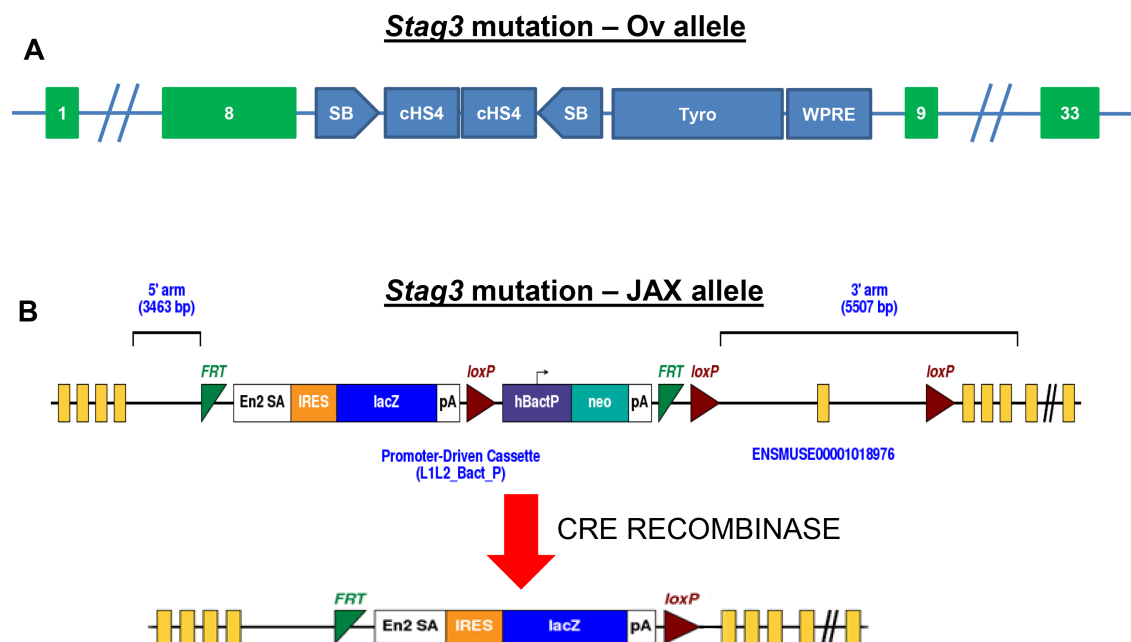 Stag3 mutation – Ov allele
A
1
8
SB
cHS4
cHS4
SB
Tyro
WPRE
9
33
Stag3 mutation – JAX allele
B
5' arm
(3463 bp)
3' arm
(5507 bp)
FRT
loxP
FRT
loxP
loxP
En2 SA
IRES
lacZ
pA
hBactP
neo
pA
Promoter-Driven Cassette
(L1L2_Bact_P)
ENSMUSE00001018976
CRE RECOMBINASE
FRT
loxP
En2 SA
IRES
lacZ
pA